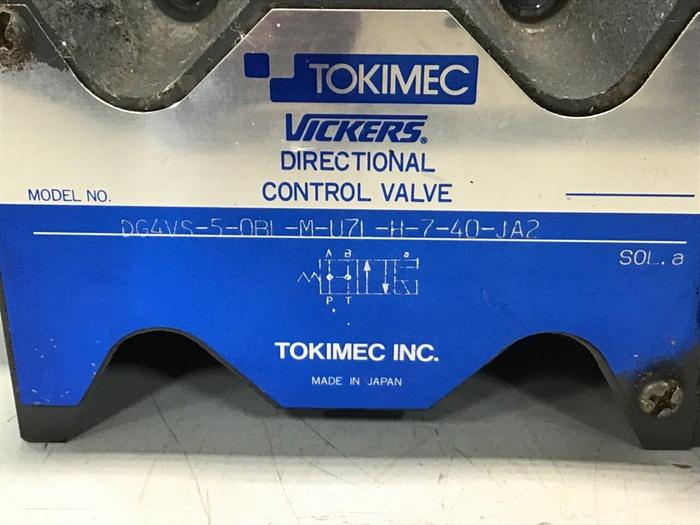 TOKIMEC
VICKERS®
DIRECTIONAL
CONTROL VALVE
MODEL NO.
DG4VS-5-0BL-M-U7L-H-7-40-JA2
SOL.a
A B a
P T
TOKIMEC INC.
MADE IN JAPAN